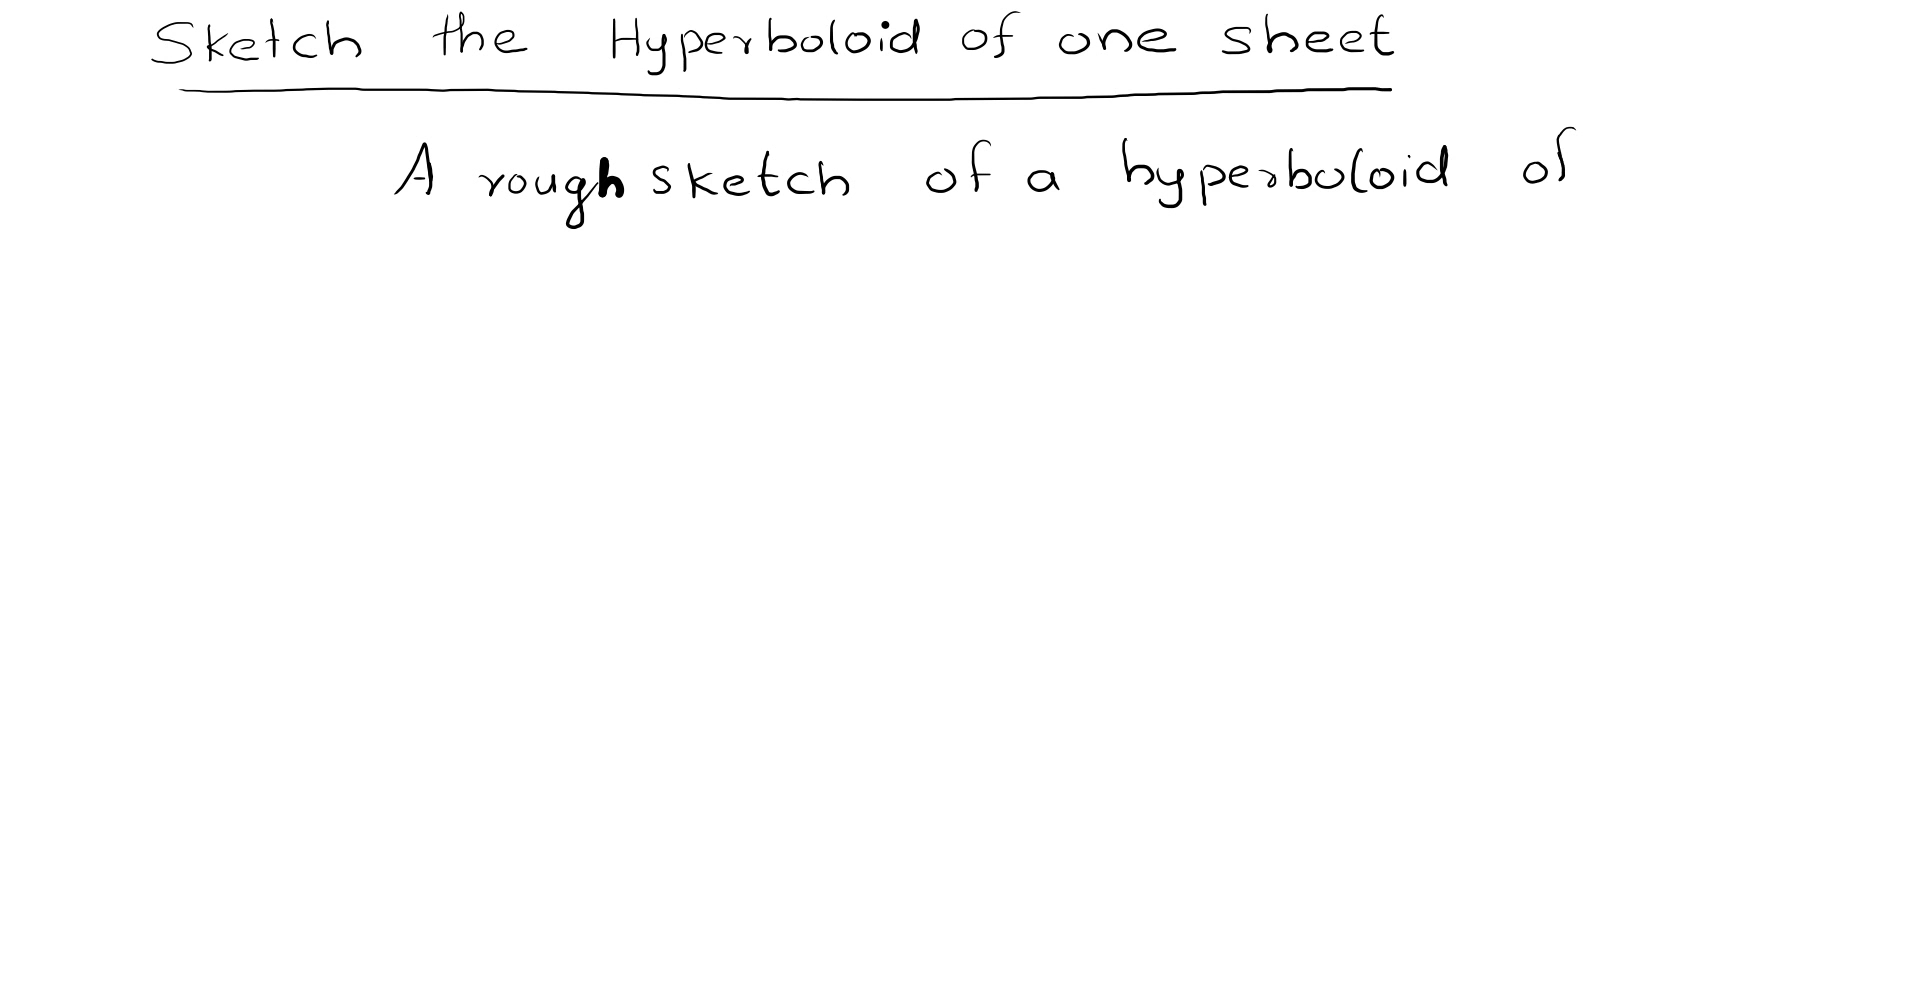 Sketch the Hyperboloid of one sheet
A rough sketch of a hyperboloid of